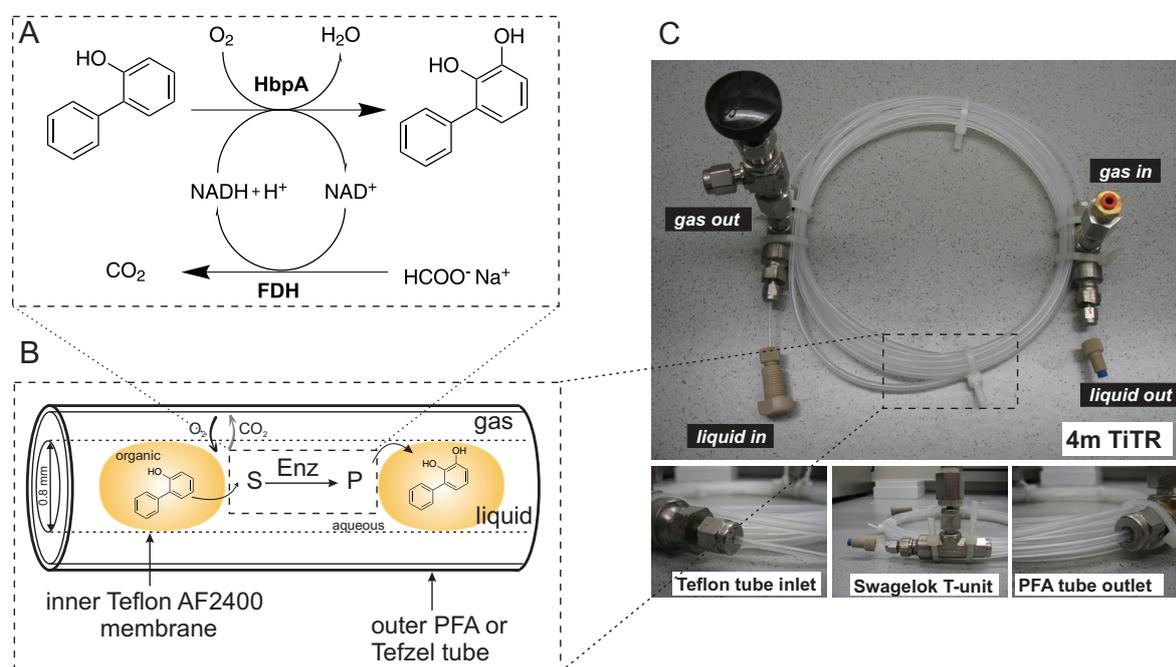 A
HO
O₂
H₂O
HbpA
OH
HO
NADH + H⁺
NAD⁺
CO₂
HCOO⁻ Na⁺
FDH
B
0.8 mm
organic
HO
O₂
CO₂
gas
S
Enz
P
OH
HO
aqueous
liquid
inner Teflon AF2400
membrane
outer PFA or
Tefzel tube
C
gas out
gas in
liquid in
liquid out
4m TiTR
Teflon tube inlet
Swagelok T-unit
PFA tube outlet